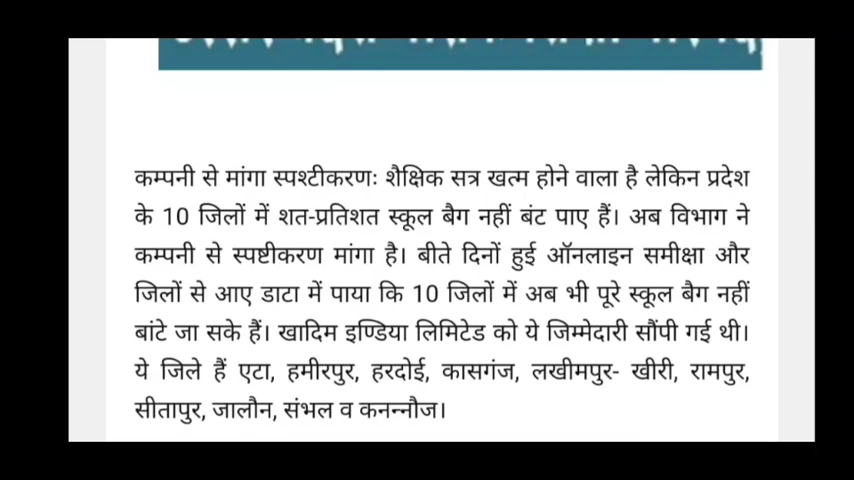 कम्पनी से मांगा स्पश्टीकरणः शैक्षिक सत्र खत्म होने वाला है लेकिन प्रदेश
के 10 जिलों में शत-प्रतिशत स्कूल बैग नहीं बंट पाए हैं। अब विभाग ने
कम्पनी से स्पष्टीकरण मांगा है। बीते दिनों हुई ऑनलाइन समीक्षा और
जिलों से आए डाटा में पाया कि 10 जिलों में अब भी पूरे स्कूल बैग नहीं
बांटे जा सके हैं। खादिम इण्डिया लिमिटेड को ये जिम्मेदारी सौंपी गई थी।
ये जिले हैं एटा, हमीरपुर, हरदोई, कासगंज, लखीमपुर- खीरी, रामपुर,
सीतापुर, जालौन, संभल व कनन्नौज।